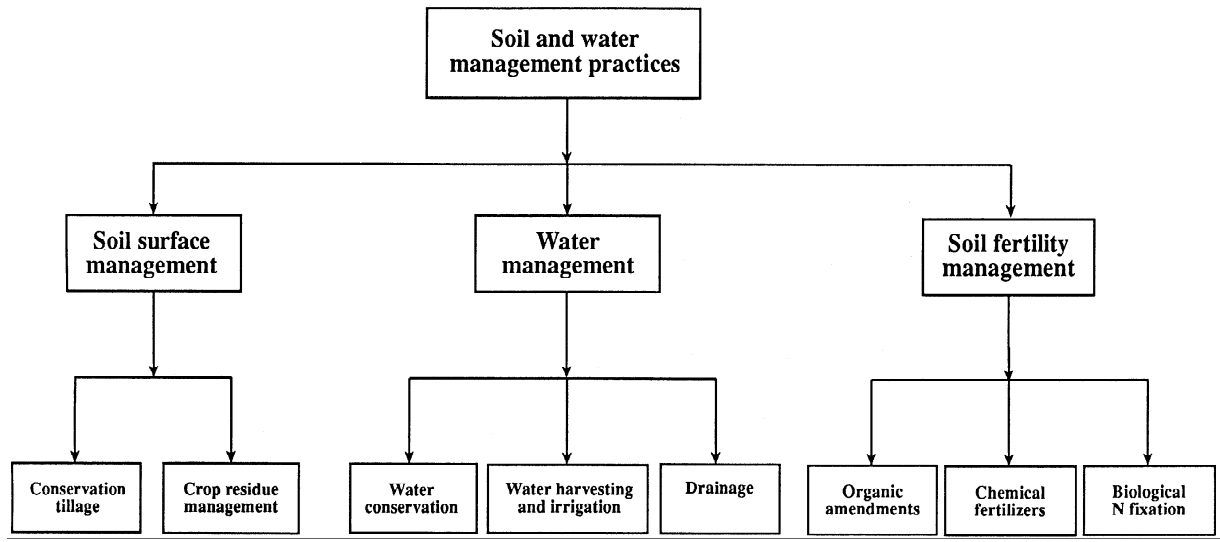 Soil and water
management practices
Soil surface
management
Water
management
Soil fertility
management
Conservation
tillage
Crop residue
management
Water
conservation
Water harvesting
and irrigation
Drainage
Organic
amendments
Chemical
fertilizers
Biological
N fixation